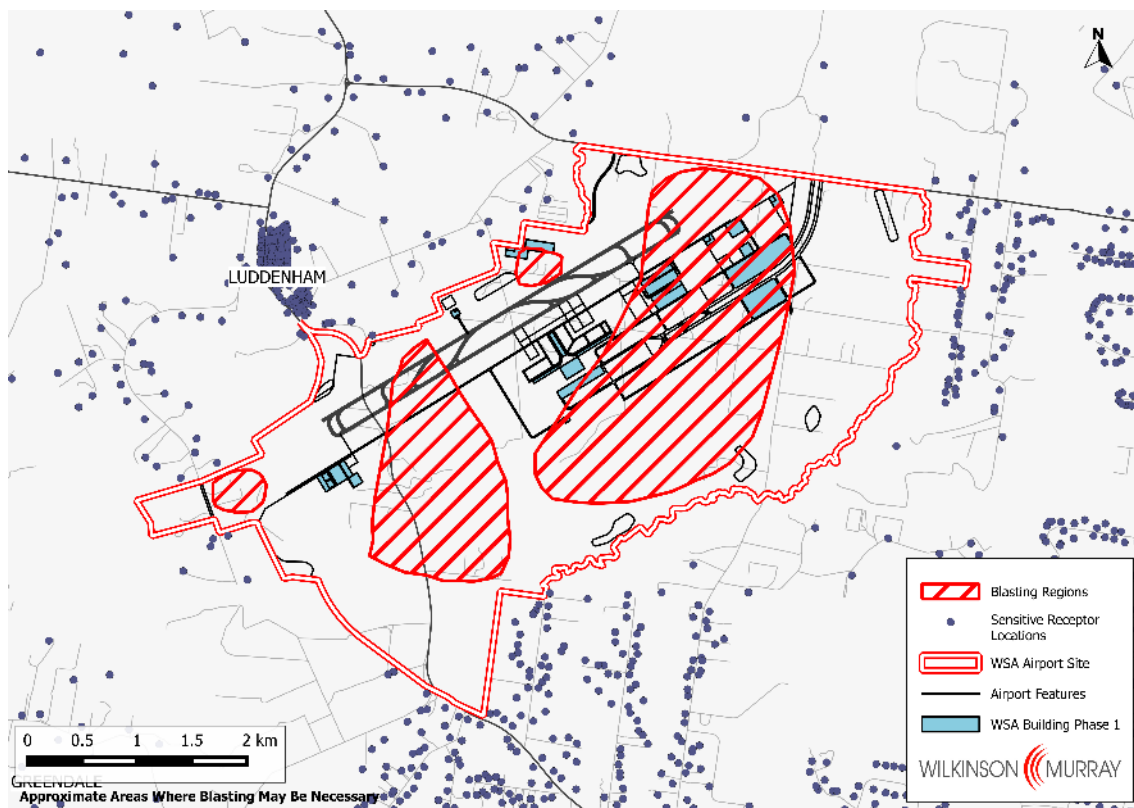 N
LUDDENHAM
Blasting Regions
Sensitive Receptor
Locations
WSA Airport Site
Airport Features
WSA Building Phase 1
WILKINSON MURRAY
0 0.5 1 1.5 2 km
GREENDALE
Approximate Areas Where Blasting May Be Necessary